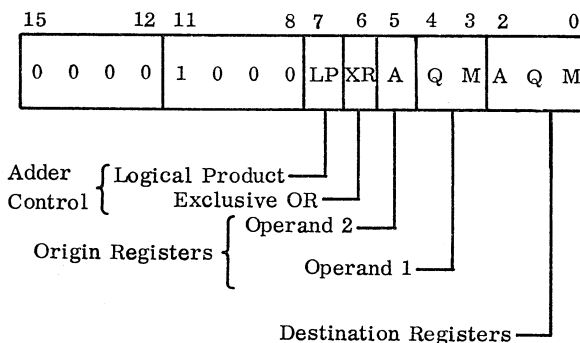 15 12 11 8 7 6 5 4 3 2 0
0 0 0 0 1 0 0 0 LP XR A Q M A Q M
Adder Control { Logical Product
Exclusive OR
Origin Registers { Operand 2
Operand 1
Destination Registers